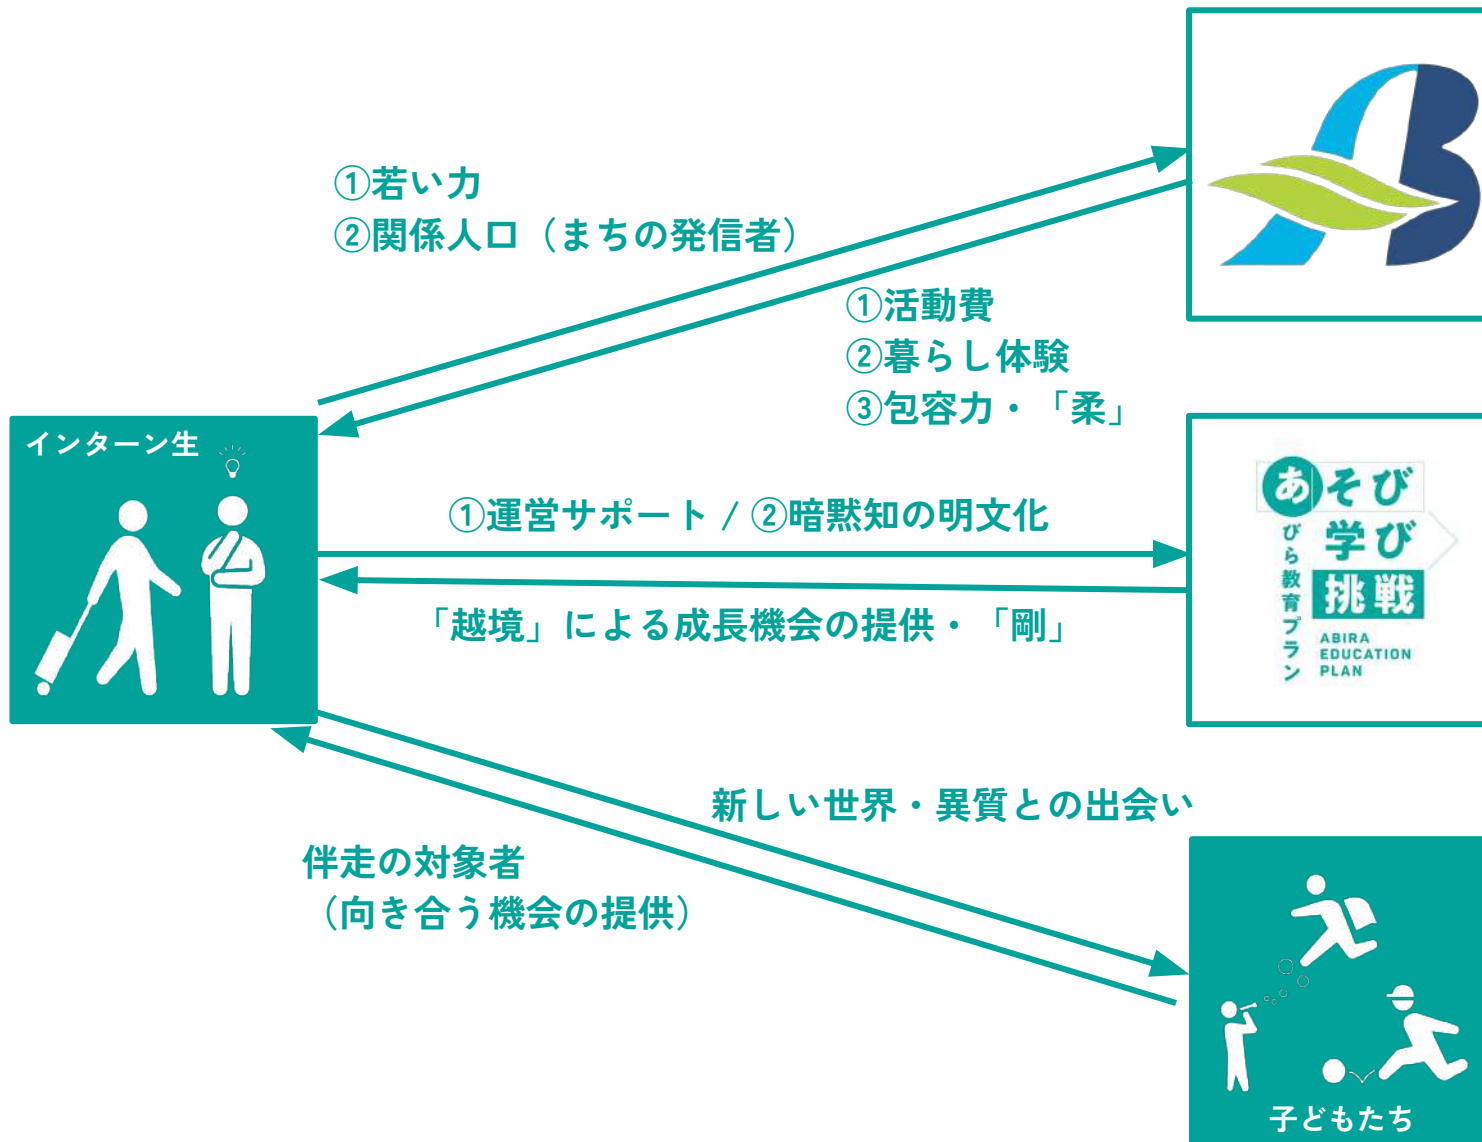 ①若い力
②関係人口（まちの発信者）
①活動費
②暮らし体験
③包容力・「柔」
インターン生
①運営サポート / ②暗黙知の明文化
「越境」による成長機会の提供・「剛」
あそび
学び
挑戦
びら教育プラン
ABIRA
EDUCATION
PLAN
新しい世界・異質との出会い
伴走の対象者
（向き合う機会の提供）
子どもたち